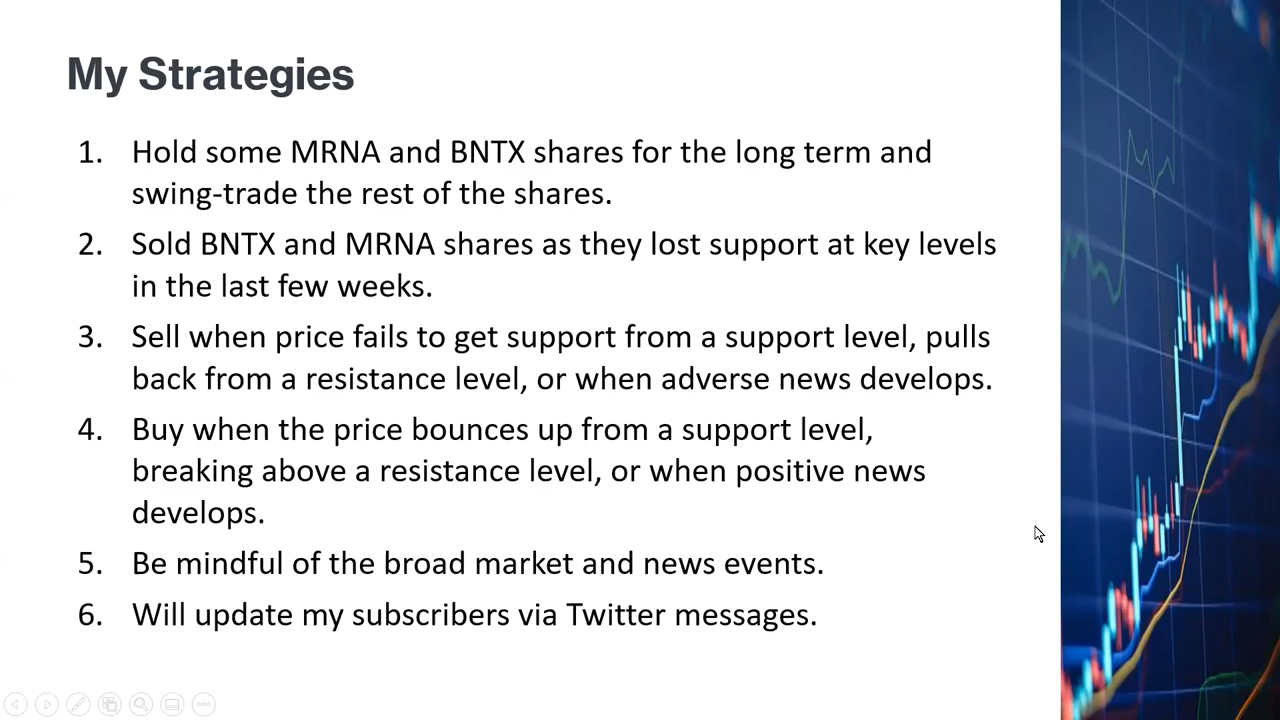 My Strategies
1. Hold some MRNA and BNTX shares for the long term and
swing-trade the rest of the shares.
2. Sold BNTX and MRNA shares as they lost support at key levels
in the last few weeks.
3. Sell when price fails to get support from a support level, pulls
back from a resistance level, or when adverse news develops.
4. Buy when the price bounces up from a support level,
breaking above a resistance level, or when positive news
develops.
5. Be mindful of the broad market and news events.
6. Will update my subscribers via Twitter messages.